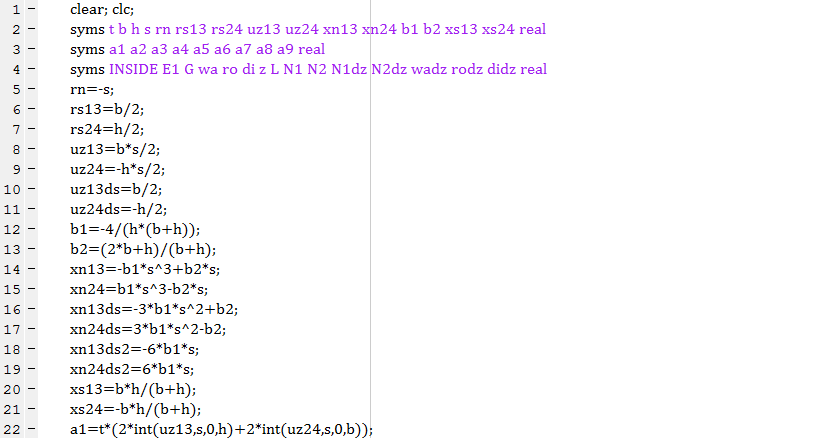 1 - clear; clc;
2 - syms t b h s rn rs13 rs24 uz13 uz24 xn13 xn24 b1 b2 xs13 xs24 real
3 - syms a1 a2 a3 a4 a5 a6 a7 a8 a9 real
4 - syms INSIDE E1 G wa ro di z L N1 N2 N1dz N2dz wadz rodz didz real
5 - rn=-s;
6 - rs13=b/2;
7 - rs24=h/2;
8 - uz13=b*s/2;
9 - uz24=-h*s/2;
10 - uz13ds=b/2;
11 - uz24ds=-h/2;
12 - b1=-4/(h*(b+h));
13 - b2=(2*b+h)/(b+h);
14 - xn13=-b1*s^3+b2*s;
15 - xn24=b1*s^3-b2*s;
16 - xn13ds=-3*b1*s^2+b2;
17 - xn24ds=3*b1*s^2-b2;
18 - xn13ds2=-6*b1*s;
19 - xn24ds2=6*b1*s;
20 - xs13=b*h/(b+h);
21 - xs24=-b*h/(b+h);
22 - a1=t*(2*int(uz13,s,0,h)+2*int(uz24,s,0,b));